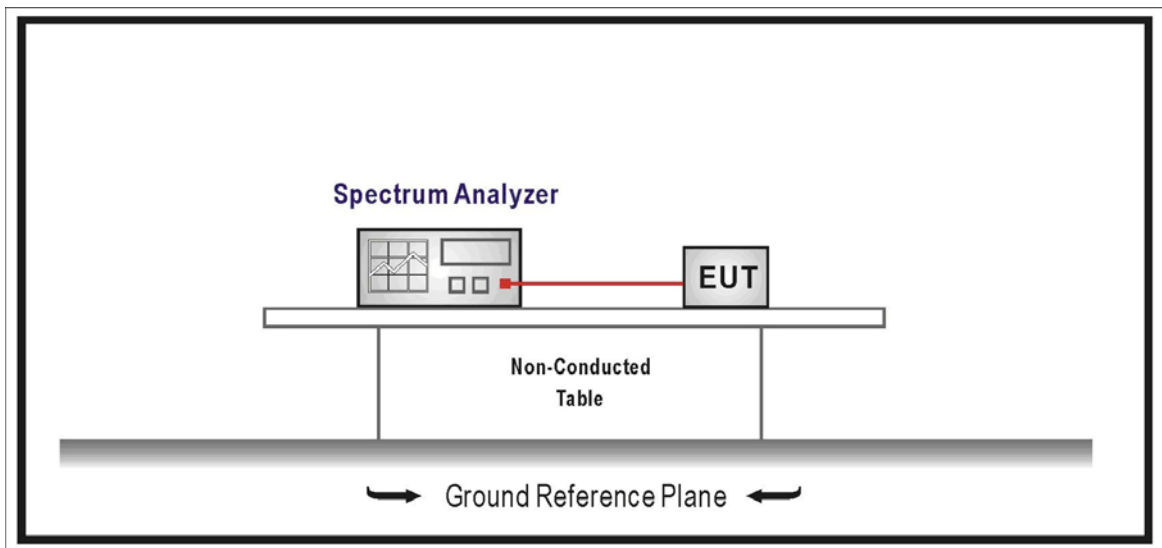 Spectrum Analyzer
EUT
Non-Conducted
Table
Ground Reference Plane